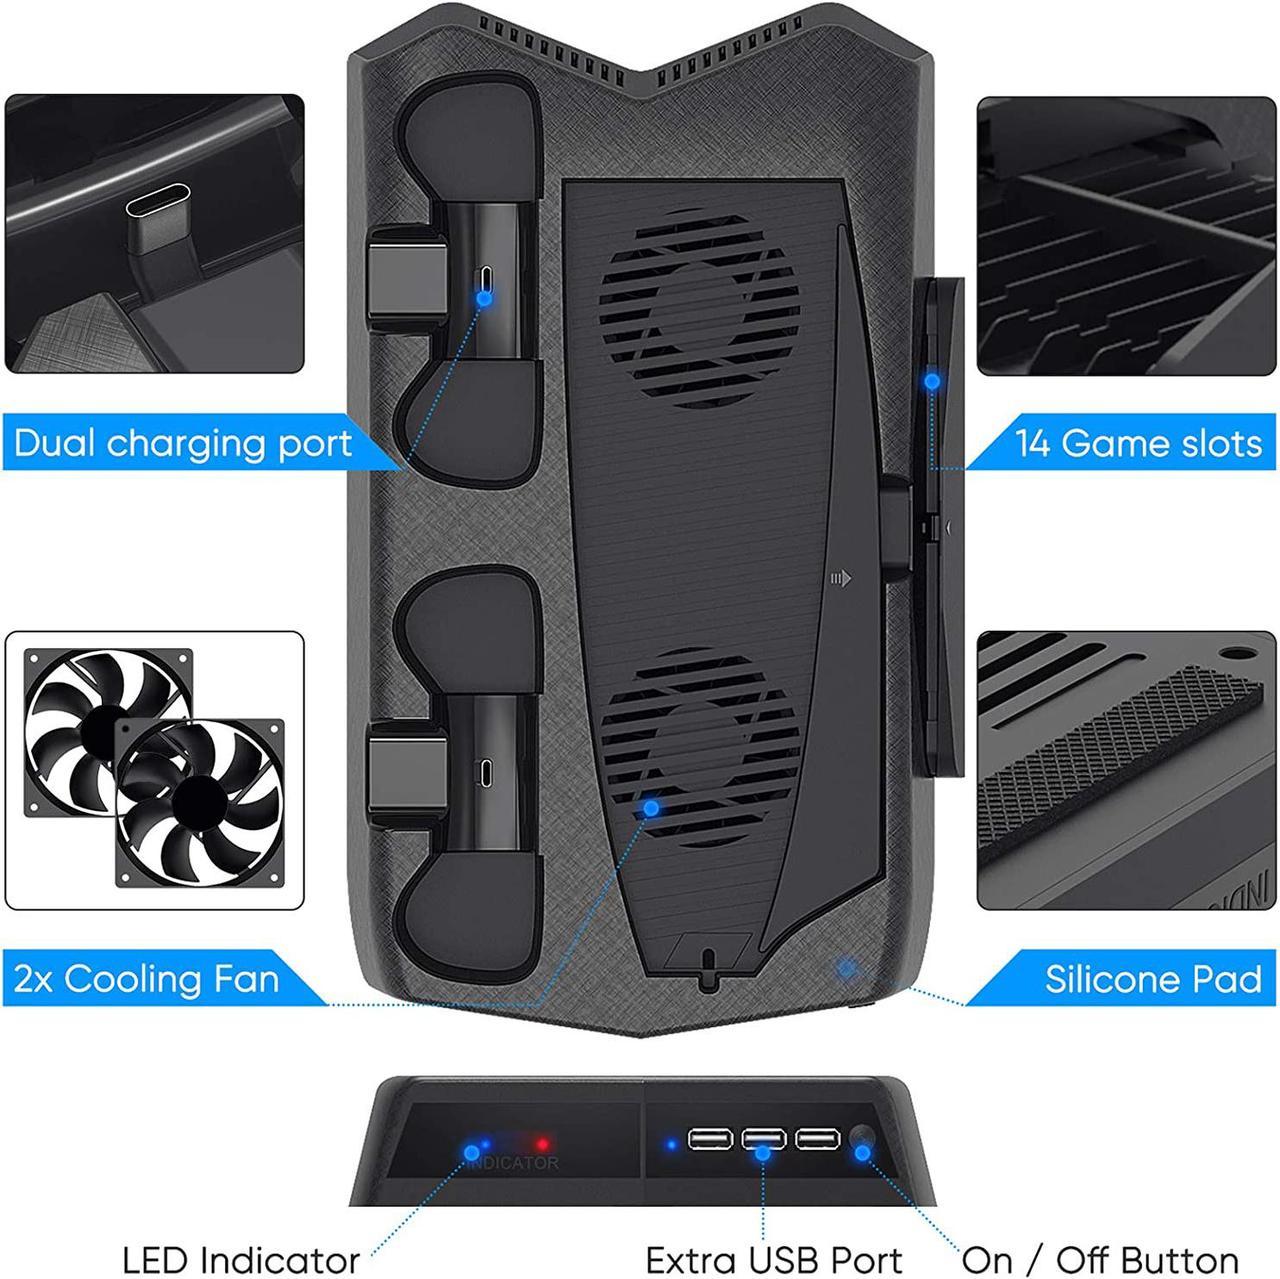 Dual charging port
14 Game slots
2x Cooling Fan
Silicone Pad
INDICATOR
LED Indicator
Extra USB Port
On / Off Button